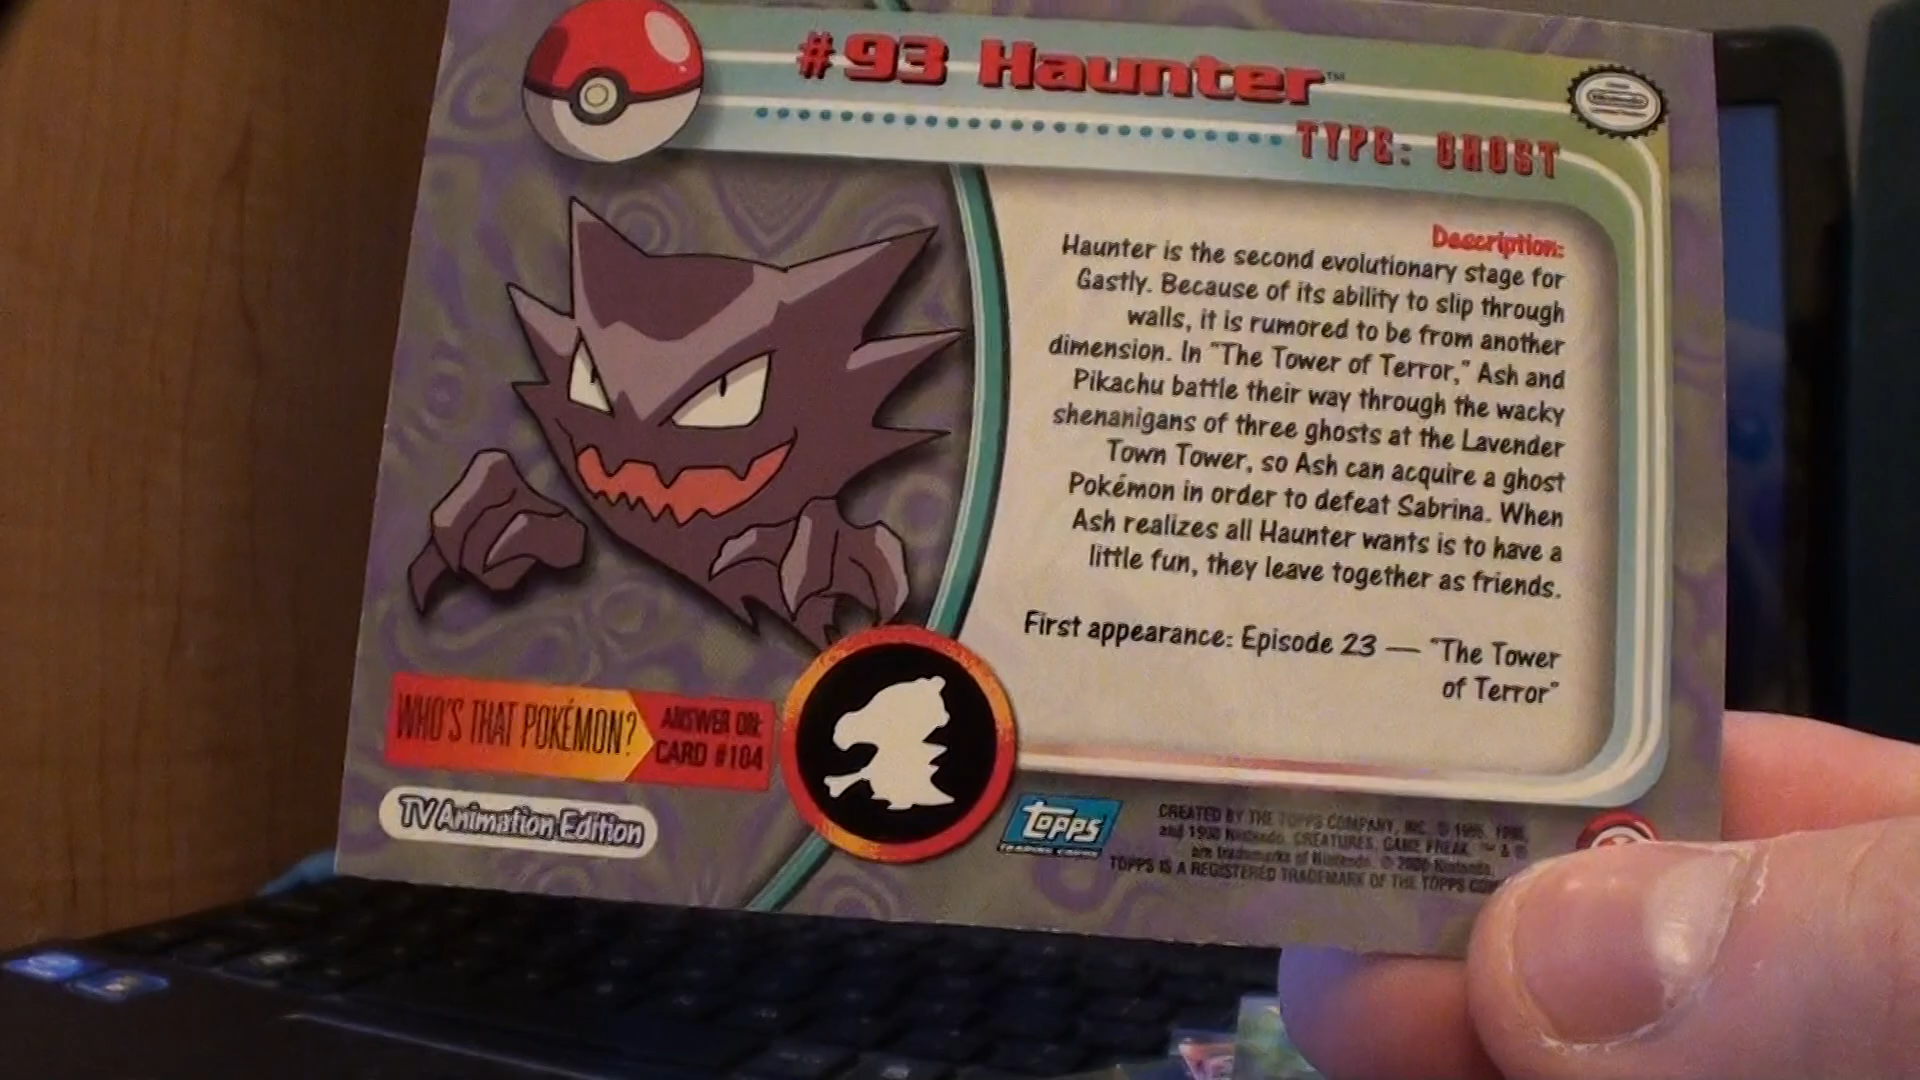 #93 Haunter™
TYPE: GHOST
Description:
Haunter is the second evolutionary stage for
Gastly. Because of its ability to slip through
walls, it is rumored to be from another
dimension. In "The Tower of Terror," Ash and
Pikachu battle their way through the wacky
shenanigans of three ghosts at the Lavender
Town Tower, so Ash can acquire a ghost
Pokémon in order to defeat Sabrina. When
Ash realizes all Haunter wants is to have a
little fun, they leave together as friends.
First appearance: Episode 23 — "The Tower
of Terror"
WHO'S THAT POKÉMON?
ANSWER ON:
CARD #104
TV Animation Edition
Topps
TRADING CARDS
CREATED BY THE TOPPS COMPANY, INC. © 1995,
and 1998 Nintendo, CREATURES, GAME FREAK. ™ & ®
are trademarks of Nintendo. © 2000 Nintendo.
TOPPS IS A REGISTERED TRADEMARK OF THE TOPPS
Nintendo